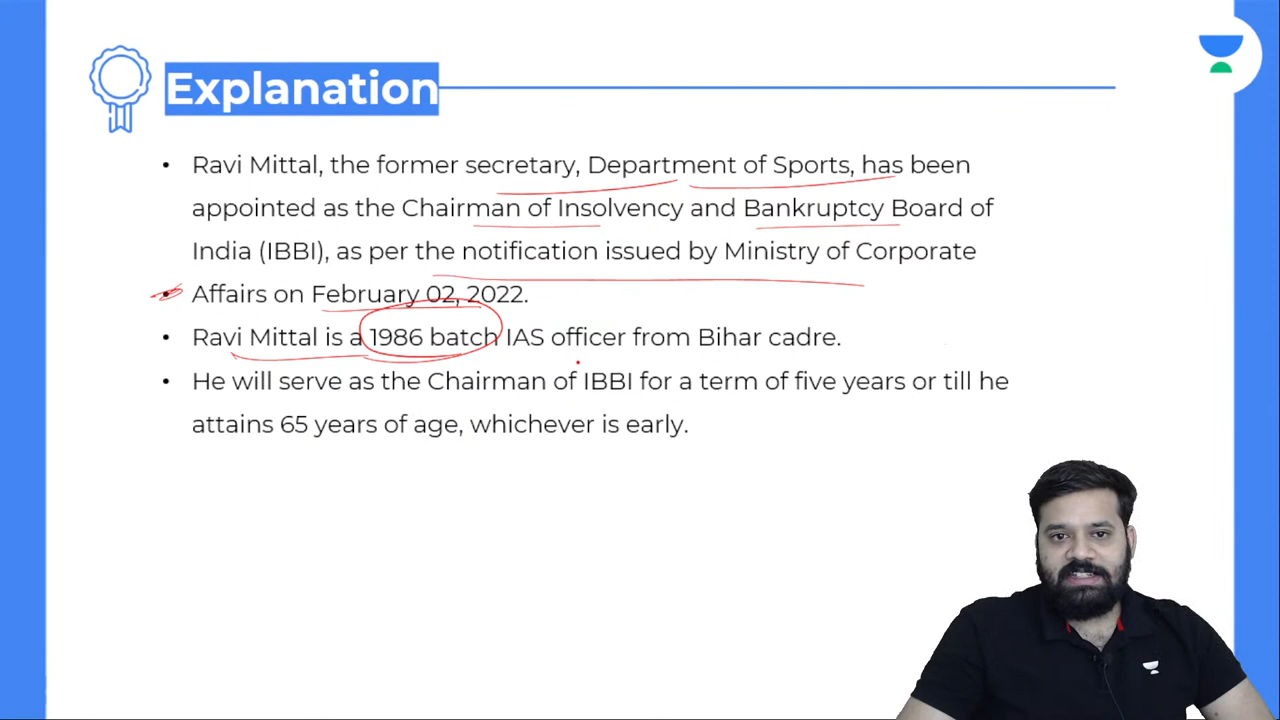 Explanation
• Ravi Mittal, the former secretary, Department of Sports, has been
appointed as the Chairman of Insolvency and Bankruptcy Board of
India (IBBI), as per the notification issued by Ministry of Corporate
• Affairs on February 02, 2022.
• Ravi Mittal is a 1986 batch IAS officer from Bihar cadre.
• He will serve as the Chairman of IBBI for a term of five years or till he
attains 65 years of age, whichever is early.